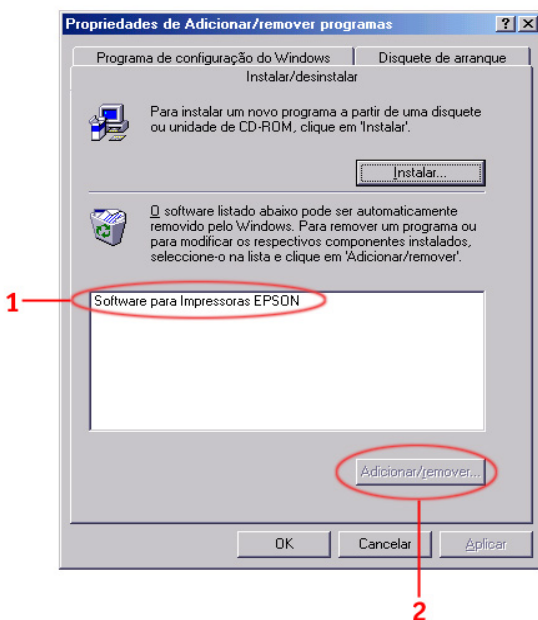 Propriedades de Adicionar/remover programas
Programa de configuração do Windows
Disquete de arranque
Instalar/desinstalar
Para instalar um novo programa a partir de uma disquete
ou unidade de CD-ROM, clique em 'Instalar'.
Instalar...
O software listado abaixo pode ser automaticamente
removido pelo Windows. Para remover um programa ou
para modificar os respectivos componentes instalados,
seleccione-o na lista e clique em 'Adicionar/remover'.
1
Software para Impressoras EPSON
Adicionar/remover...
OK
Cancelar
Aplicar
2